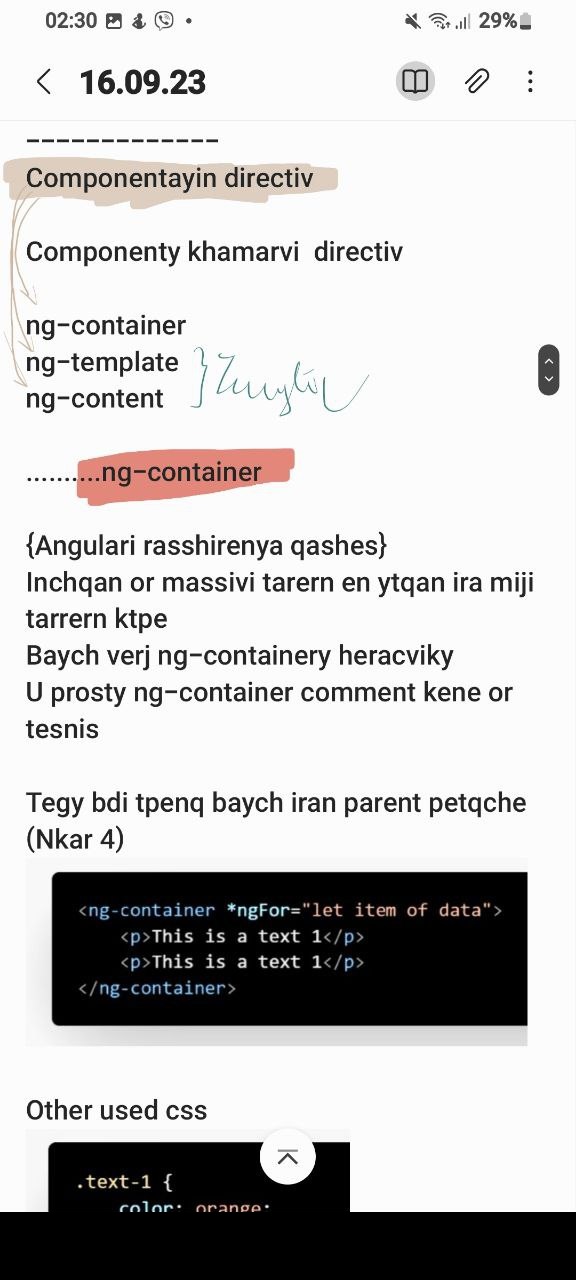 02:30
29%
16.09.23
-------------
Componentayin directiv
Componenty khamarvi directiv
ng-container
ng-template
ng-content
..........ng-container
{Angulari rasshirenya qashes}
Inchqan or massivi tarern en ytqan ira miji
tarrern ktpe
Baych verj ng-containery heracviky
U prosty ng-container comment kene or
tesnis
Tegy bdi tpenq baych iran parent petqche
(Nkar 4)
<ng-container *ngFor="let item of data">
<p>This is a text 1</p>
<p>This is a text 1</p>
</ng-container>
Other used css
.text-1 {
color: orange;